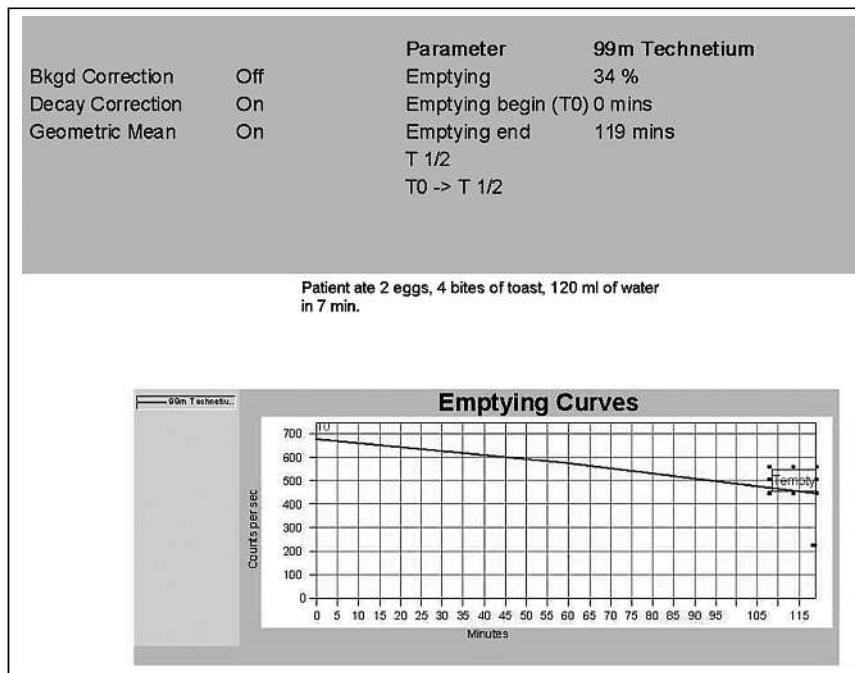 Parameter 99m Technetium
Bkgd Correction Off Emptying 34 %
Decay Correction On Emptying begin (T0) 0 mins
Geometric Mean On Emptying end 119 mins
T 1/2
T0 -> T 1/2
Patient ate 2 eggs, 4 bites of toast, 120 ml of water
in 7 min.
99m Technetiu..
Emptying Curves
T0
Tempty
Counts per sec
700
600
500
400
300
200
100
0
0 5 10 15 20 25 30 35 40 45 50 55 60 65 70 75 80 85 90 95 105 115
Minutes